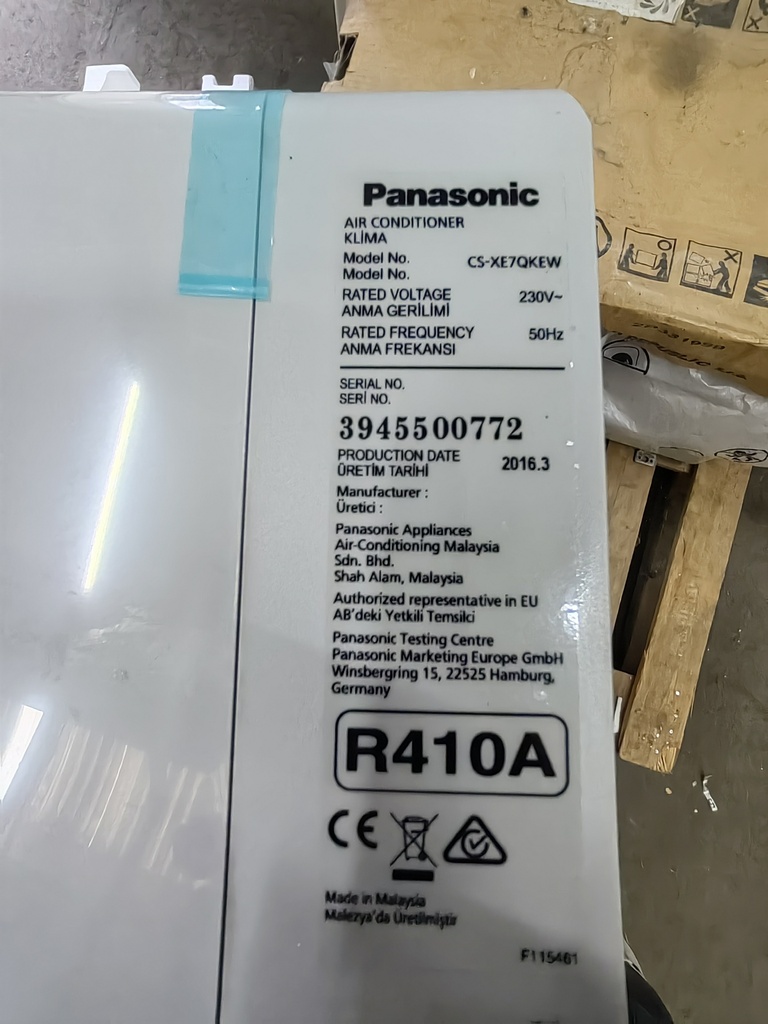 Panasonic
AIR CONDITIONER
KLİMA
Model No.
Model No.
CS-XE7QKEW
RATED VOLTAGE
ANMA GERİLİMİ
230V~
RATED FREQUENCY
ANMA FREKANSI
50Hz
SERIAL NO.
SERİ NO.
3945500772
PRODUCTION DATE
ÜRETİM TARİHİ
2016.3
Manufacturer :
Üretici :
Panasonic Appliances
Air-Conditioning Malaysia
Sdn. Bhd.
Shah Alam, Malaysia
Authorized representative in EU
AB'deki Yetkili Temsilci
Panasonic Testing Centre
Panasonic Marketing Europe GmbH
Winsbergring 15, 22525 Hamburg,
Germany
R410A
CE
Made in Malaysia
Malezya'da Üretilmiştir
F115461